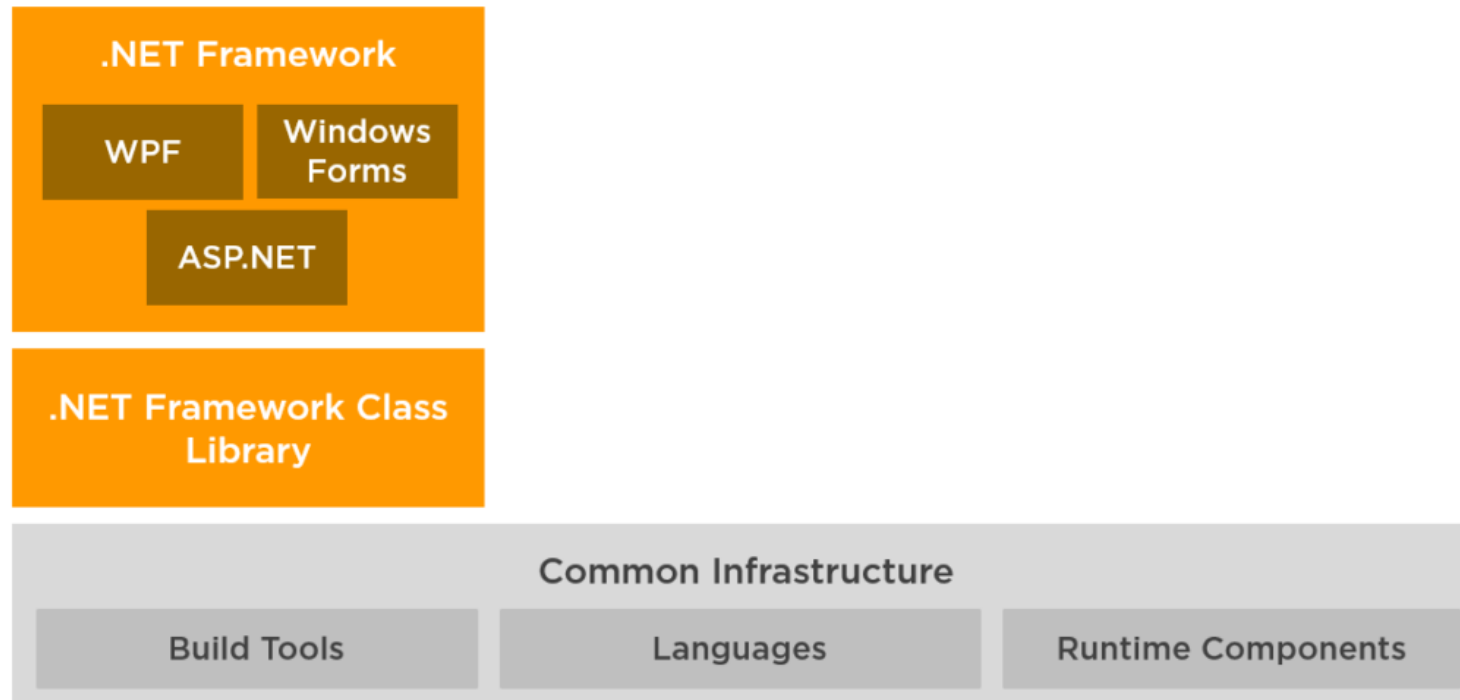 .NET Framework
WPF
Windows
Forms
ASP.NET
.NET Framework Class
Library
Common Infrastructure
Build Tools
Languages
Runtime Components